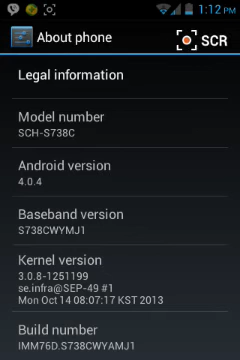 1:12 PM
About phone
SCR
Legal information
Model number
SCH-S738C
Android version
4.0.4
Baseband version
S738CWYMJ1
Kernel version
3.0.8-1251199
se.infra@SEP-49 #1
Mon Oct 14 08:07:17 KST 2013
Build number
IMM76D.S738CWYAMJ1